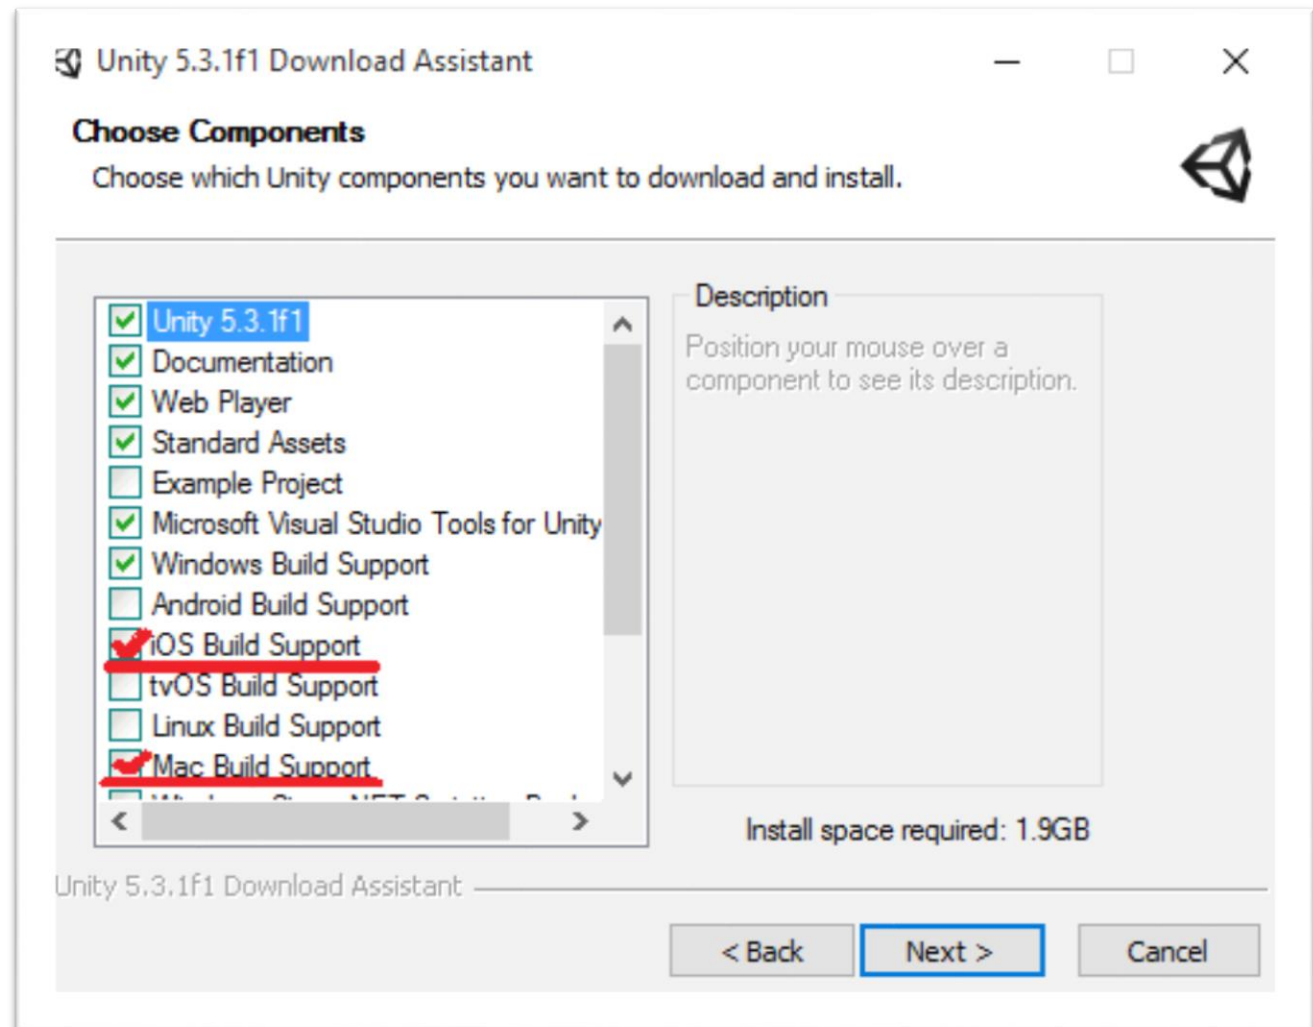 Unity 5.3.1f1 Download Assistant
Choose Components
Choose which Unity components you want to download and install.
Unity 5.3.1f1
Documentation
Web Player
Standard Assets
Example Project
Microsoft Visual Studio Tools for Unity
Windows Build Support
Android Build Support
iOS Build Support
tvOS Build Support
Linux Build Support
Mac Build Support
Description
Position your mouse over a
component to see its description.
Install space required: 1.9GB
Unity 5.3.1f1 Download Assistant
< Back
Next >
Cancel